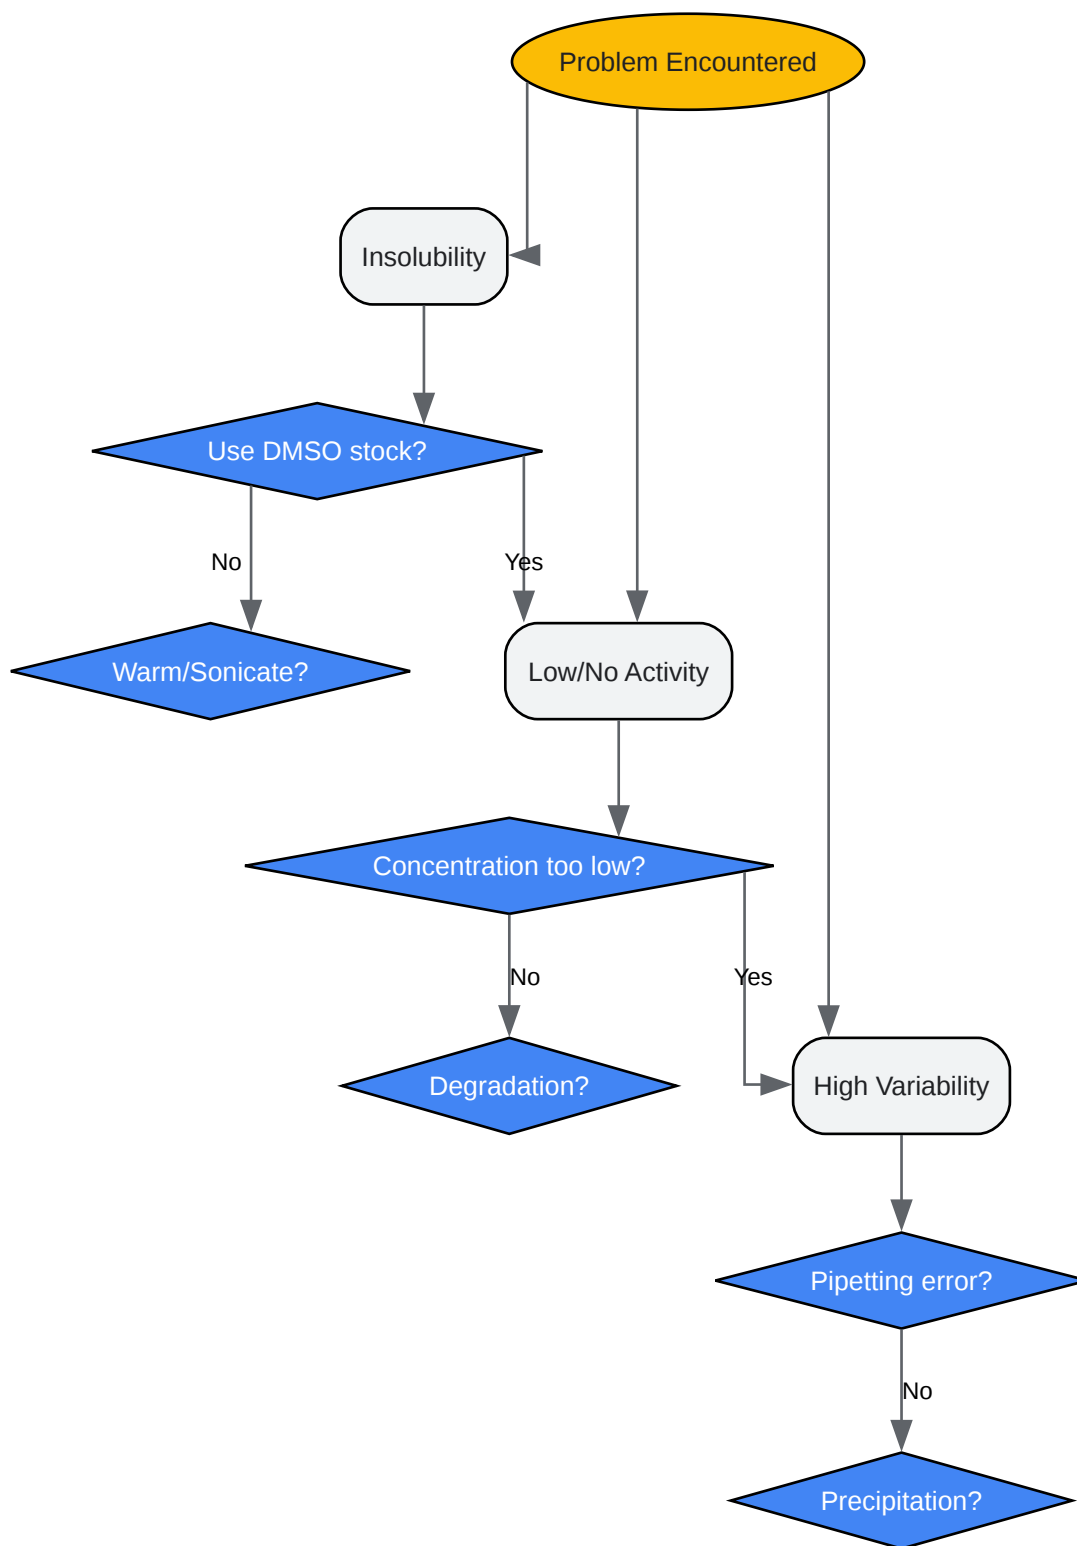 Problem Encountered
Insolubility
Use DMSO stock?
No
Yes
Warm/Sonicate?
Low/No Activity
Concentration too low?
No
Yes
Degradation?
High Variability
Pipetting error?
No
Precipitation?